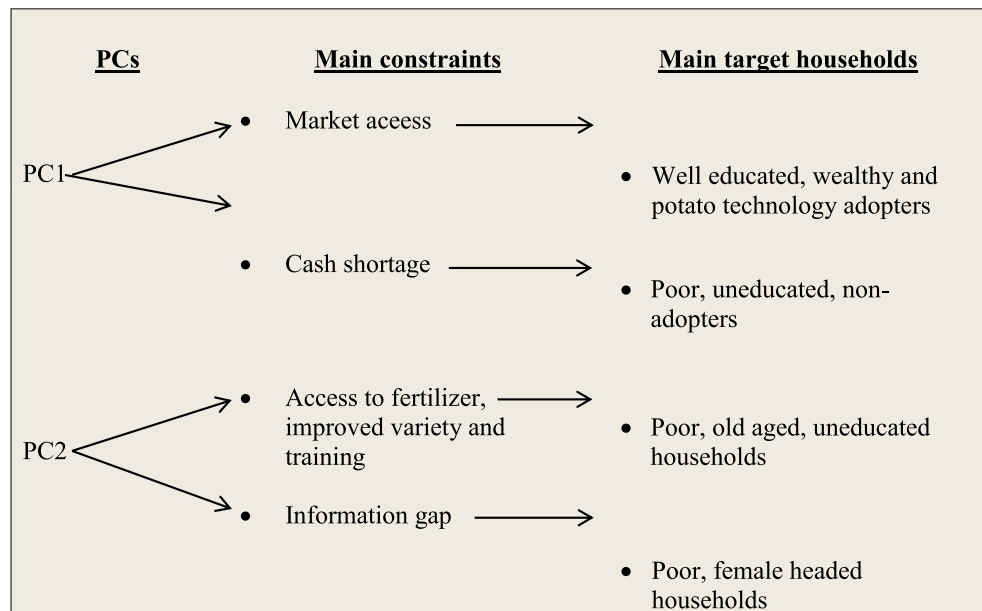 PCs Main constraints Main target households
• Market aceess
PC1
• Well educated, wealthy and
potato technology adopters
• Cash shortage
• Poor, uneducated, non-
adopters
• Access to fertilizer,
improved variety and
training
• Poor, old aged, uneducated
households
PC2
• Information gap
• Poor, female headed
households